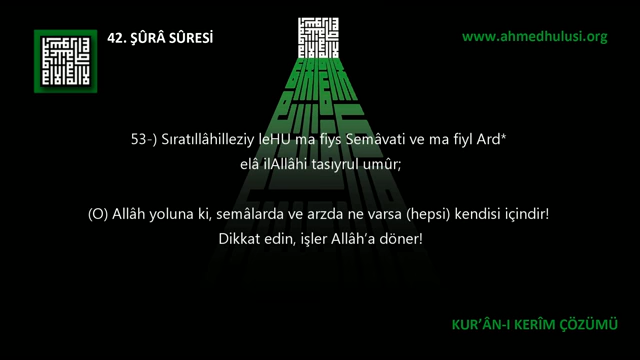 42. ŞÛRÂ SÛRESİ
www.ahmedhulusi.org
53-) Sıratıllâhilleziy leHU ma fiys Semâvati ve ma fiyl Ard*
elâ ilAllâhi tasıyrul umûr;
(O) Allâh yoluna ki, semâlarda ve arzda ne varsa (hepsi) kendisi içindir!
Dikkat edin, işler Allâh’a döner!
KUR’ÂN-I KERÎM ÇÖZÜMÜ